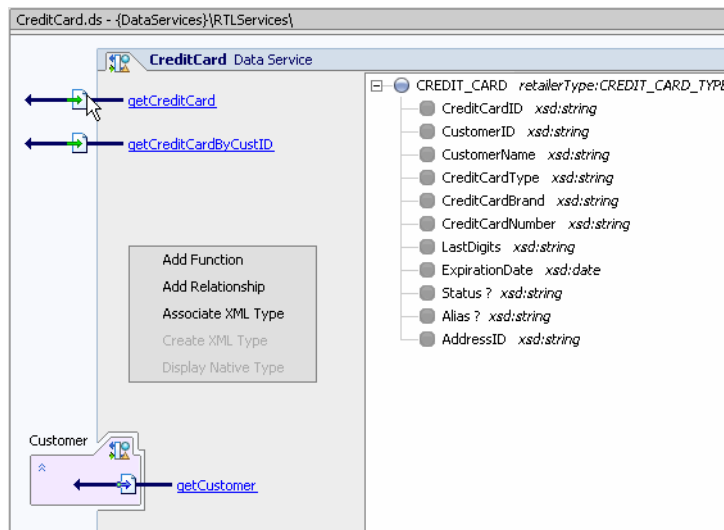 CreditCard.ds - {DataServices}\RTLServices\
CreditCard Data Service
getCreditCard
getCreditCardByCustID
CREDIT_CARD retailerType:CREDIT_CARD_TYPE
CreditCardID xsd:string
CustomerID xsd:string
CustomerName xsd:string
CreditCardType xsd:string
CreditCardBrand xsd:string
CreditCardNumber xsd:string
LastDigits xsd:string
ExpirationDate xsd:date
Status ? xsd:string
Alias ? xsd:string
AddressID xsd:string
Add Function
Add Relationship
Associate XML Type
Create XML Type
Display Native Type
Customer
getCustomer